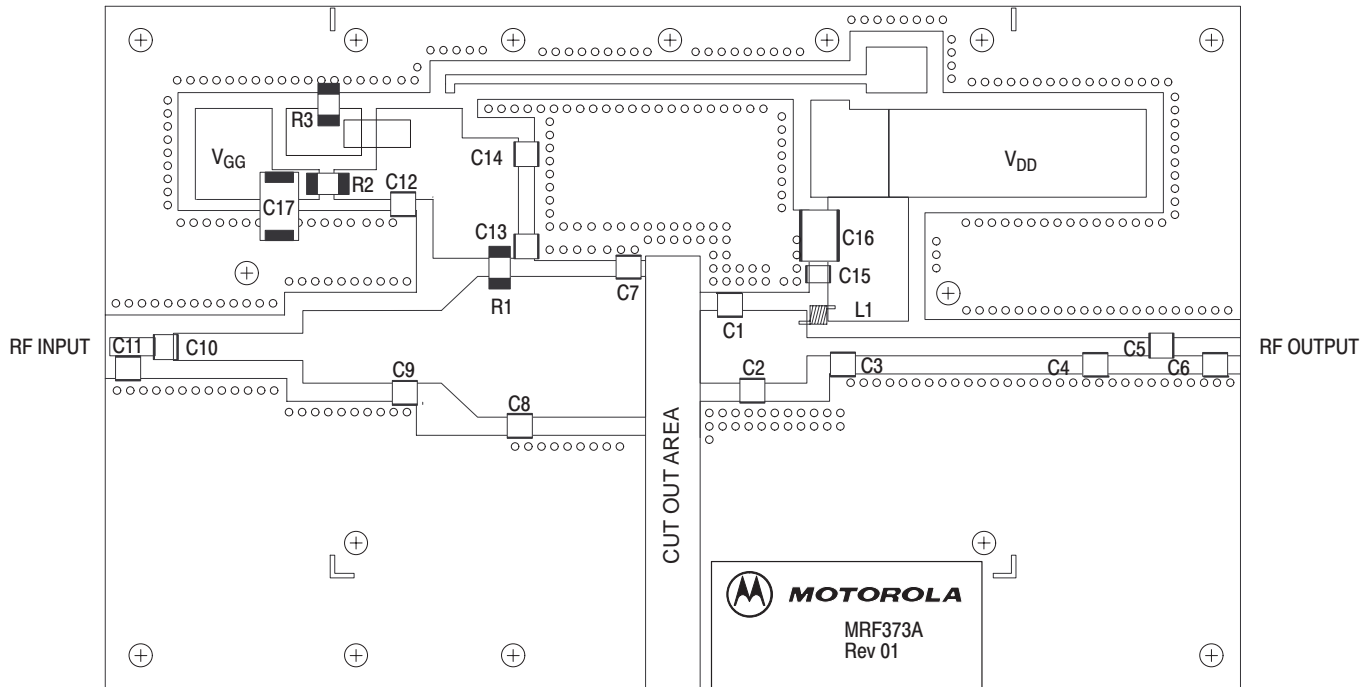 R3
C14
VGG
VDD
R2
C12
C17
C13
C16
C7
C15
R1
C1
L1
RF INPUT
C11
C10
C5
RF OUTPUT
C9
C2
C3
C4
C6
C8
CUT OUT AREA
MOTOROLA
MRF373A
Rev 01